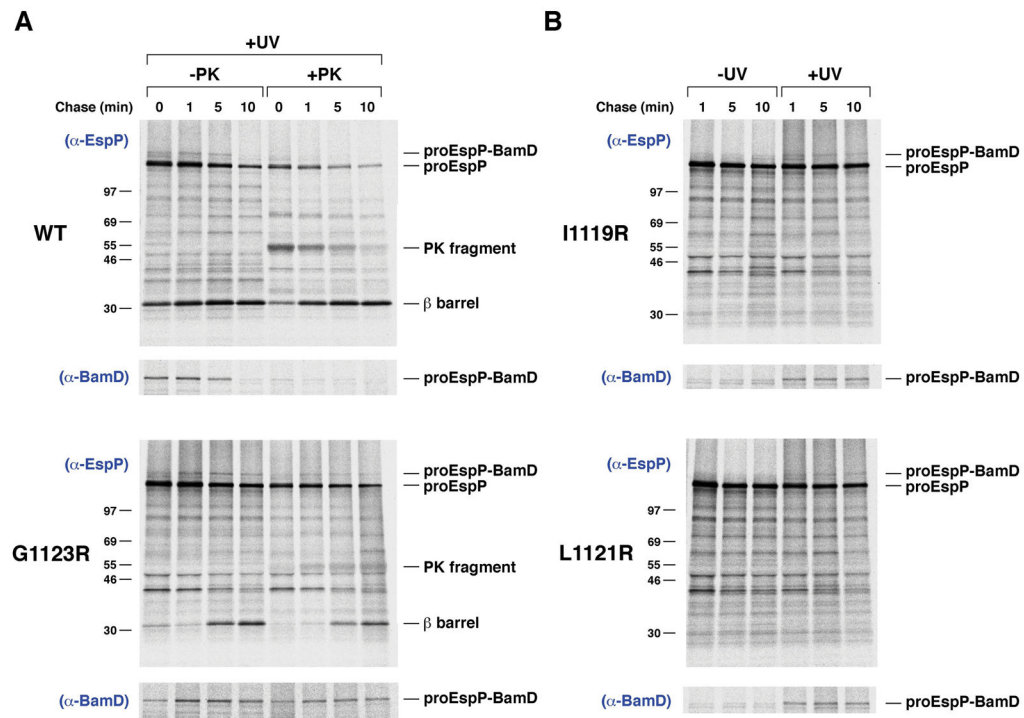 A
+UV
-PK +PK
Chase (min) 0 1 5 10 0 1 5 10
(α-EspP)
proEspP-BamD
proEspP
97
69
WT
55
PK fragment
46
β barrel
30
(α-BamD)
proEspP-BamD
(α-EspP)
proEspP-BamD
proEspP
97
69
G1123R
55
PK fragment
46
β barrel
30
(α-BamD)
proEspP-BamD
B
-UV +UV
Chase (min) 1 5 10 1 5 10
(α-EspP)
proEspP-BamD
proEspP
97
69
I1119R
55
46
30
(α-BamD)
proEspP-BamD
(α-EspP)
proEspP-BamD
proEspP
97
69
L1121R
55
46
30
(α-BamD)
proEspP-BamD